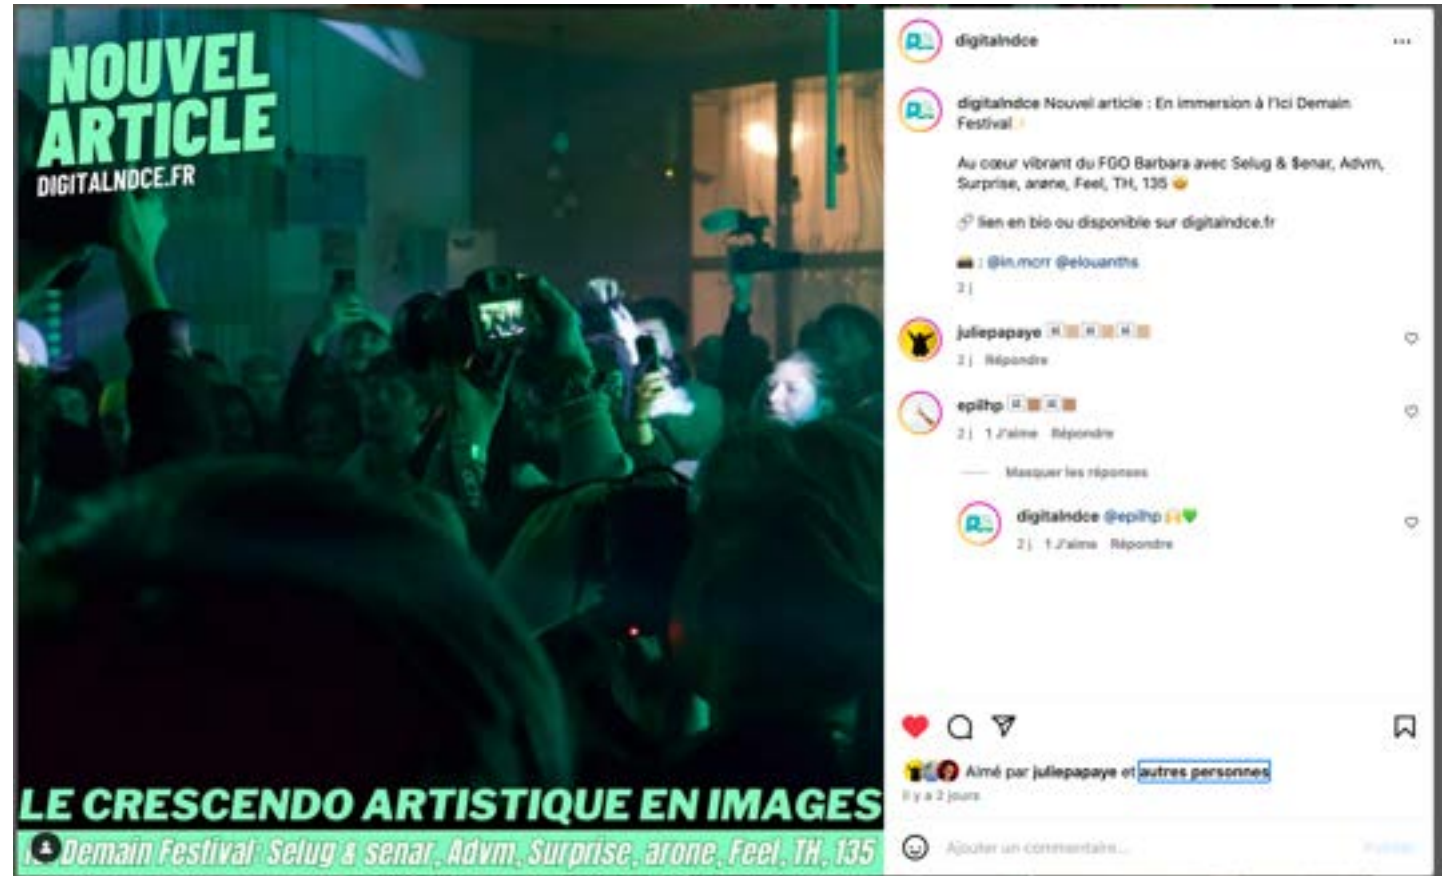 NOUVEL
ARTICLE
DIGITALNDCE.FR
LE CRESCENDO ARTISTIQUE EN IMAGES
Demain Festival: Selug & senar, Advm, Surprise, arone, Feel, TH, 135
digitalndce
digitalndce Nouvel article : En immersion à l'Ici Demain
Festival
Au cœur vibrant du FGO Barbara avec Selug & $enar, Advm,
Surprise, arøne, Feel, TH, 135
lien en bio ou disponible sur digitalndce.fr
: @in.mcrr @elouanths
2 j
juliepapaye
2 j Répondre
epilhp
2 j 1 J'aime Répondre
Masquer les réponses
digitalndce @epilhp
2 j 1 J'aime Répondre
Aimé par juliepapaye et autres personnes
Il y a 2 jours
Ajouter un commentaire...
Publier